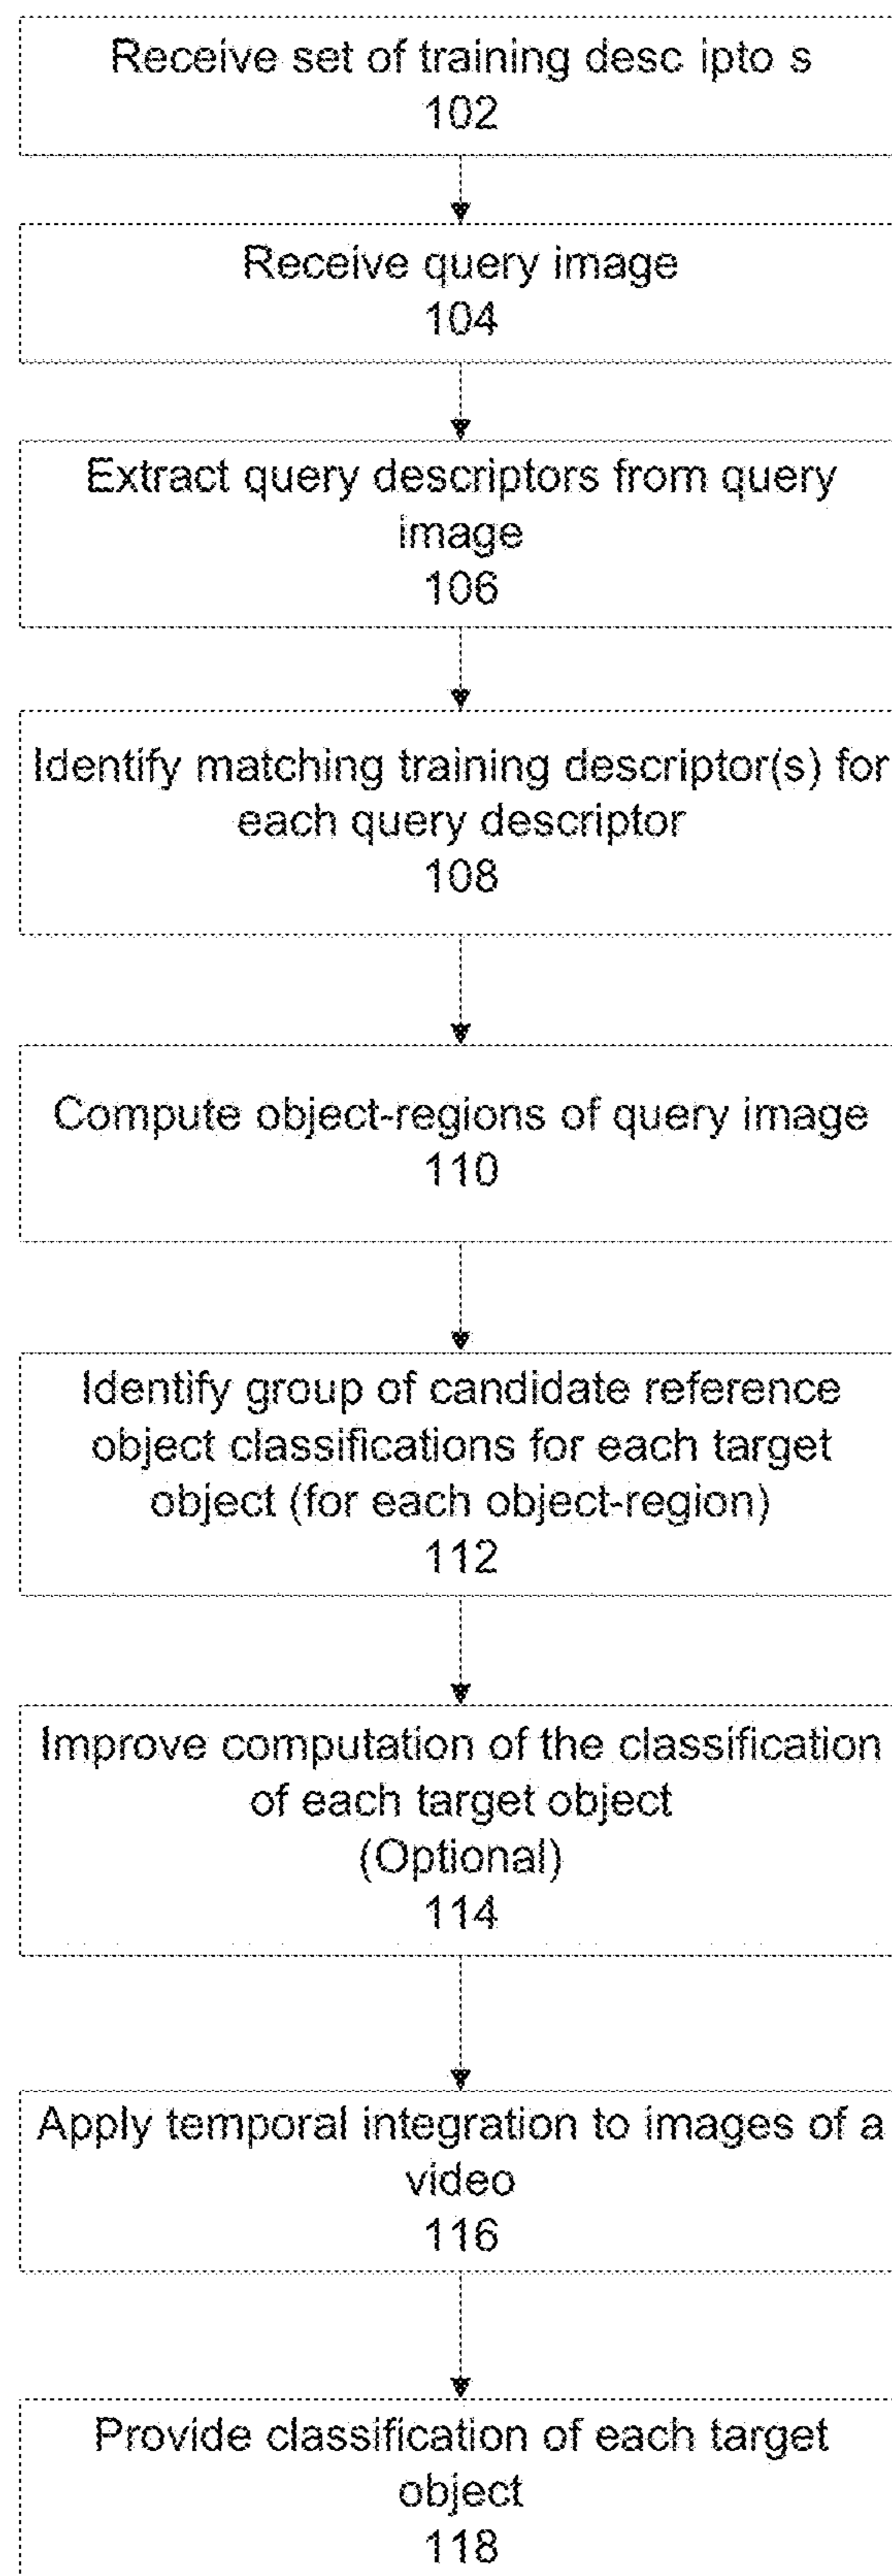 Receive set of training desc ipto s
102
Receive query image
104
Extract query descriptors from query
image
106
Identify matching training descriptor(s) for
each query descriptor
108
Compute object-regions of query image
110
Identify group of candidate reference
object classifications for each target
object (for each object-region)
112
Improve computation of the classification
of each target object
(Optional)
114
Apply temporal integration to images of a
video
116
Provide classification of each target
object
118